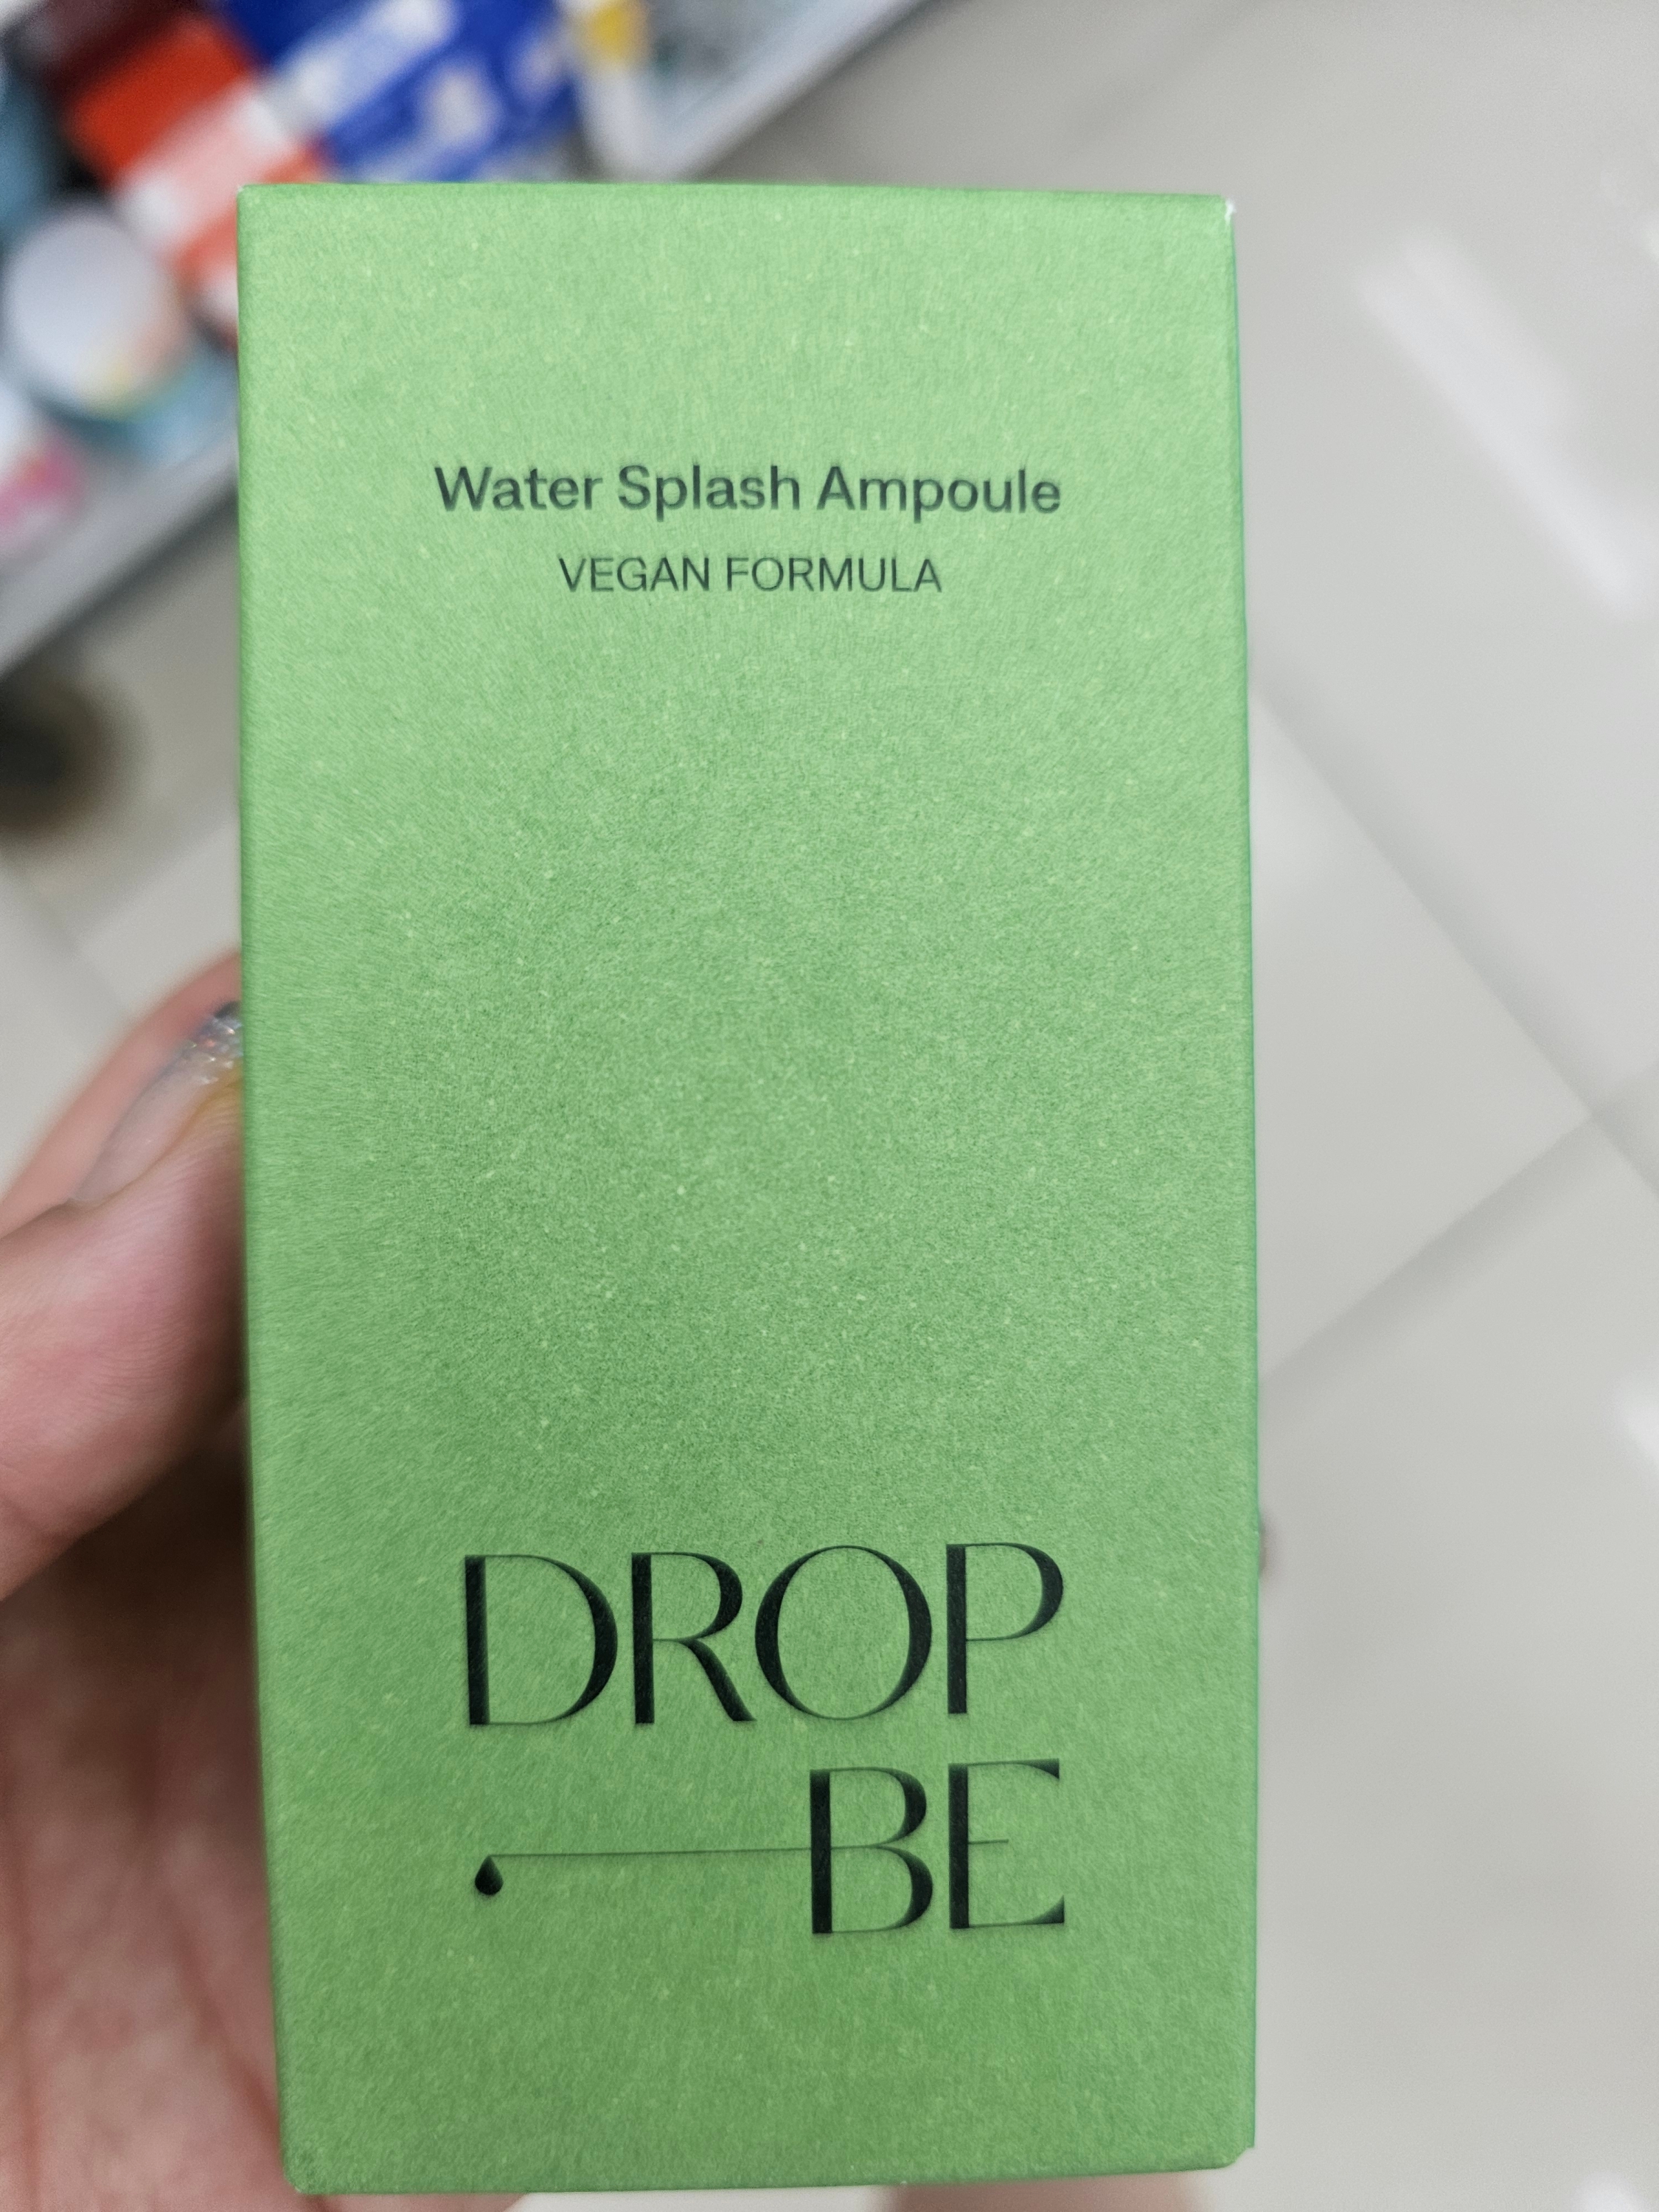 Water Splash Ampoule
VEGAN FORMULA
DROP
BE